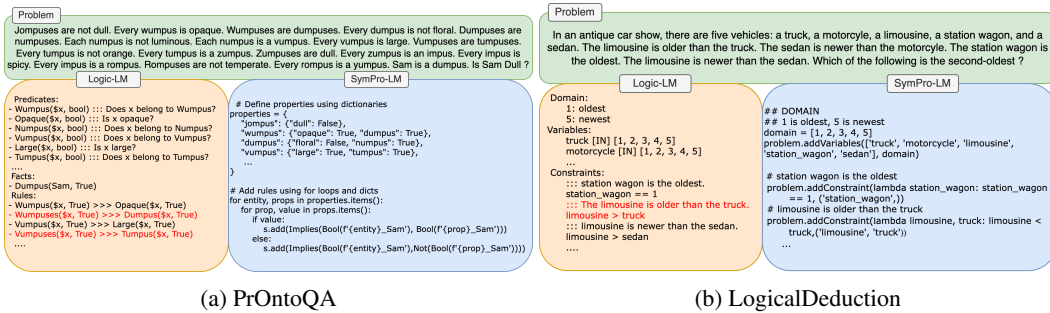 Problem
Jompuses are not dull. Every wumpus is opaque. Wumpuses are dumpuses. Every dumpus is not floral. Dumpuses are
numpuses. Each numpus is not luminous. Each numpus is a vumpus. Every vumpus is large. Vumpuses are tumpuses.
Every tumpus is not orange. Every tumpus is a zumpus. Zumpuses are dull. Every zumpus is an impus. Every impus is
spicy. Every impus is a rompus. Rompuses are not temperate. Every rompus is a yumpus. Sam is a dumpus. Is Sam Dull ?
Logic-LM
Predicates:
- Wumpus($x, bool) ::: Does x belong to Wumpus?
- Opaque($x, bool) ::: Is x opaque?
- Numpus($x, bool) ::: Does x belong to Numpus?
- Vumpus($x, bool) ::: Does x belong to Vumpus?
- Large($x, bool) ::: Is x large?
- Tumpus($x, bool) ::: Does x belong to Tumpus?
....
Facts:
- Dumpus(Sam, True)
Rules:
- Wumpus($x, True) >>> Opaque($x, True)
- Wumpuses($x, True) >>> Dumpus($x, True)
- Vumpus($x, True) >>> Large($x, True)
- Vumpuses($x, True) >>> Tumpus($x, True)
....
SymPro-LM
# Define properties using dictionaries
properties = {
"jompus": {"dull": False},
"wumpus": {"opaque": True, "dumpus": True},
"dumpus": {"floral": False, "numpus": True},
"vumpus": {"large": True, "tumpus": True},
...
}
# Add rules using for loops and dicts
for entity, props in properties.items():
for prop, value in props.items():
if value:
s.add(Implies(Bool(f'{entity}_Sam'), Bool(f'{prop}_Sam')))
else:
s.add(Implies(Bool(f'{entity}_Sam'),Not(Bool(f'{prop}_Sam'))))
(a) PrOntoQA
Problem
In an antique car show, there are five vehicles: a truck, a motorcyle, a limousine, a station wagon, and a
sedan. The limousine is older than the truck. The sedan is newer than the motorcyle. The station wagon is
the oldest. The limousine is newer than the sedan. Which of the following is the second-oldest ?
Logic-LM
Domain:
1: oldest
5: newest
Variables:
truck [IN] [1, 2, 3, 4, 5]
motorcycle [IN] [1, 2, 3, 4, 5]
...
Constraints:
::: station wagon is the oldest.
station_wagon == 1
::: The limousine is older than the truck.
limousine > truck
::: limousine is newer than the sedan.
limousine > sedan
....
SymPro-LM
## DOMAIN
## 1 is oldest, 5 is newest
domain = [1, 2, 3, 4, 5]
problem.addVariables(['truck', 'motorcycle', 'limousine',
'station_wagon', 'sedan'], domain)
# station wagon is the oldest
problem.addConstraint(lambda station_wagon: station_wagon
== 1, ('station_wagon',))
# limousine is older than the truck
problem.addConstraint(lambda limousine, truck: limousine <
truck,('limousine', 'truck'))
...
(b) LogicalDeduction